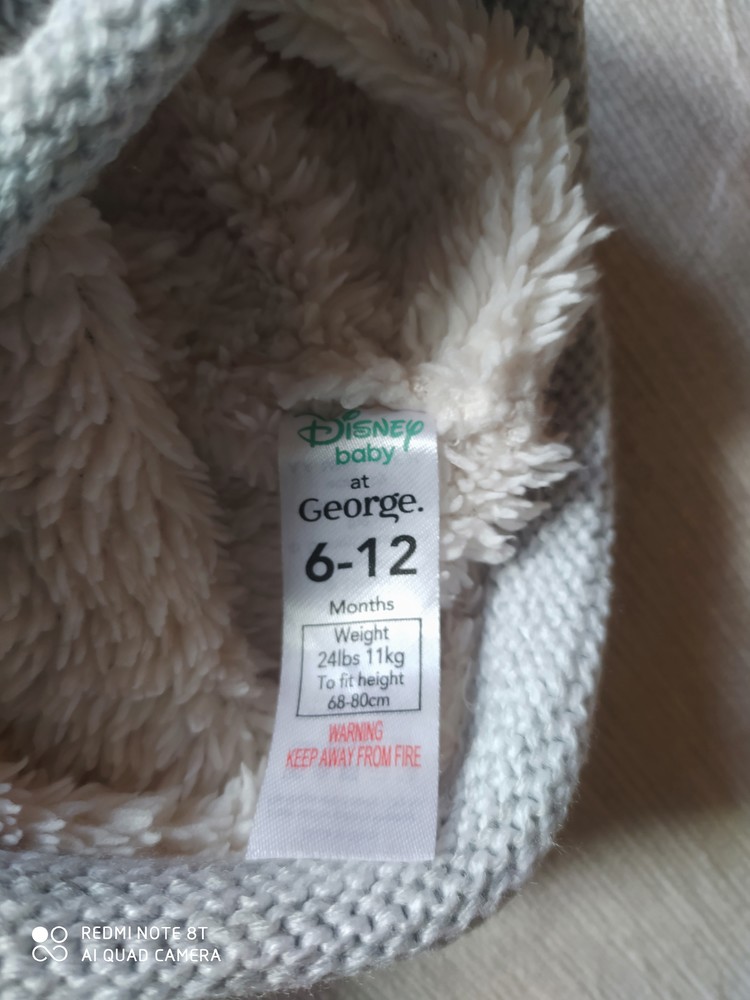 Disney
baby
at
George.
6-12
Months
Weight
24lbs 11kg
To fit height
68-80cm
WARNING
KEEP AWAY FROM FIRE
REDMI NOTE 8T
AI QUAD CAMERA